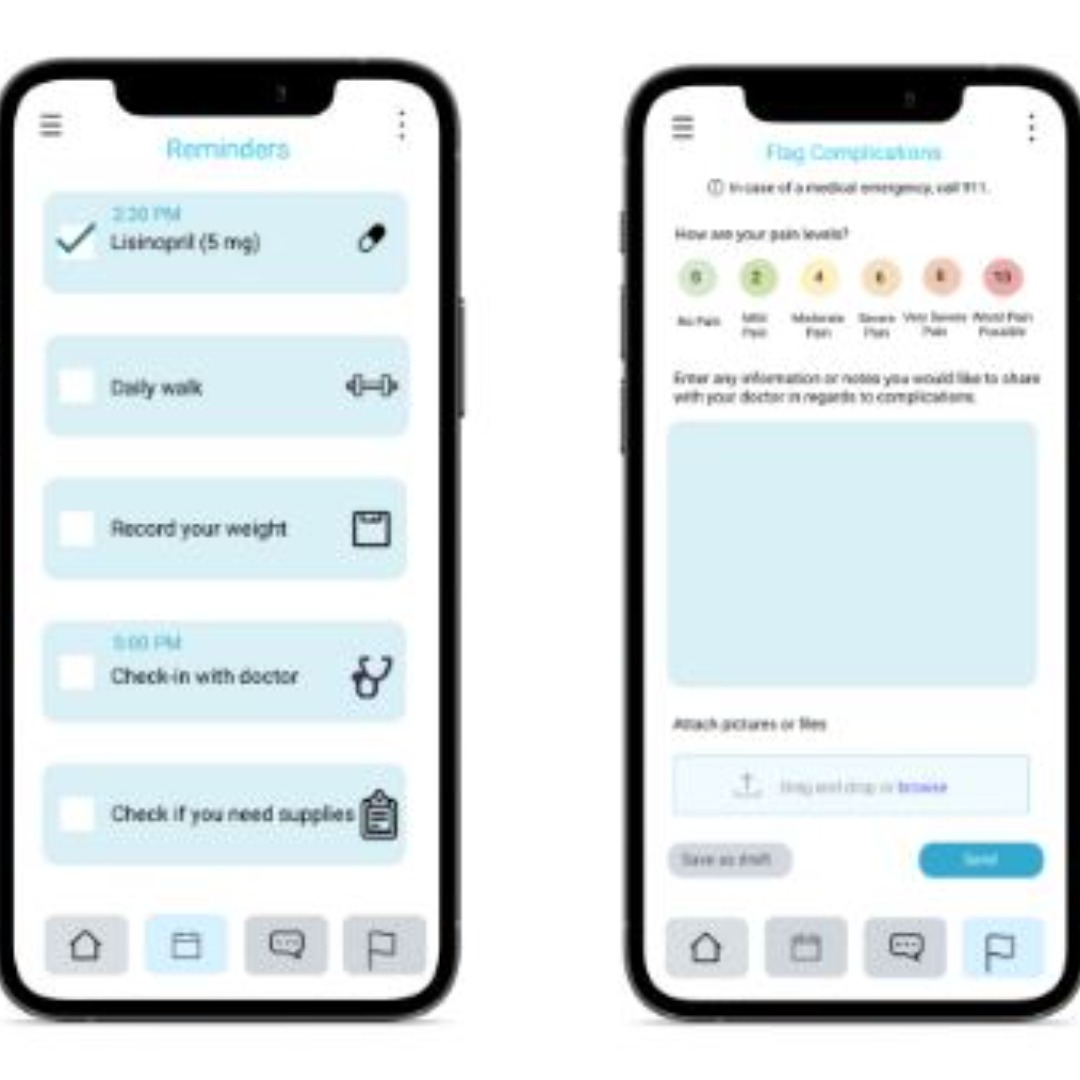 Reminders
Lisinopril (5 mg)
Daily walk
Record your weight
5:00 PM
Check-in with doctor
Check if you need supplies
Flag Complications
In case of a medical emergency, call 911.
How are your pain levels?
0 2 4 6 8 10
No Pain
Mild Pain
Moderate Pain
Severe Pain
Very Severe Pain
Worst Pain Possible
Enter any information or notes you would like to share
with your doctor in regards to complications.
Attach pictures or files
Drag and drop or browse
Save as draft
Send